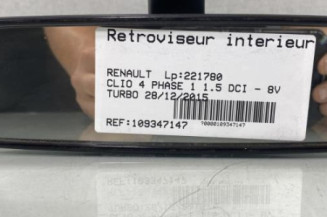 Retroviseur interieur
RENAULT Lp:221780
CLIO 4 PHASE 1 1.5 DCI - 8V
TURBO 28/12/2015
REF:109347147
*0000109347147